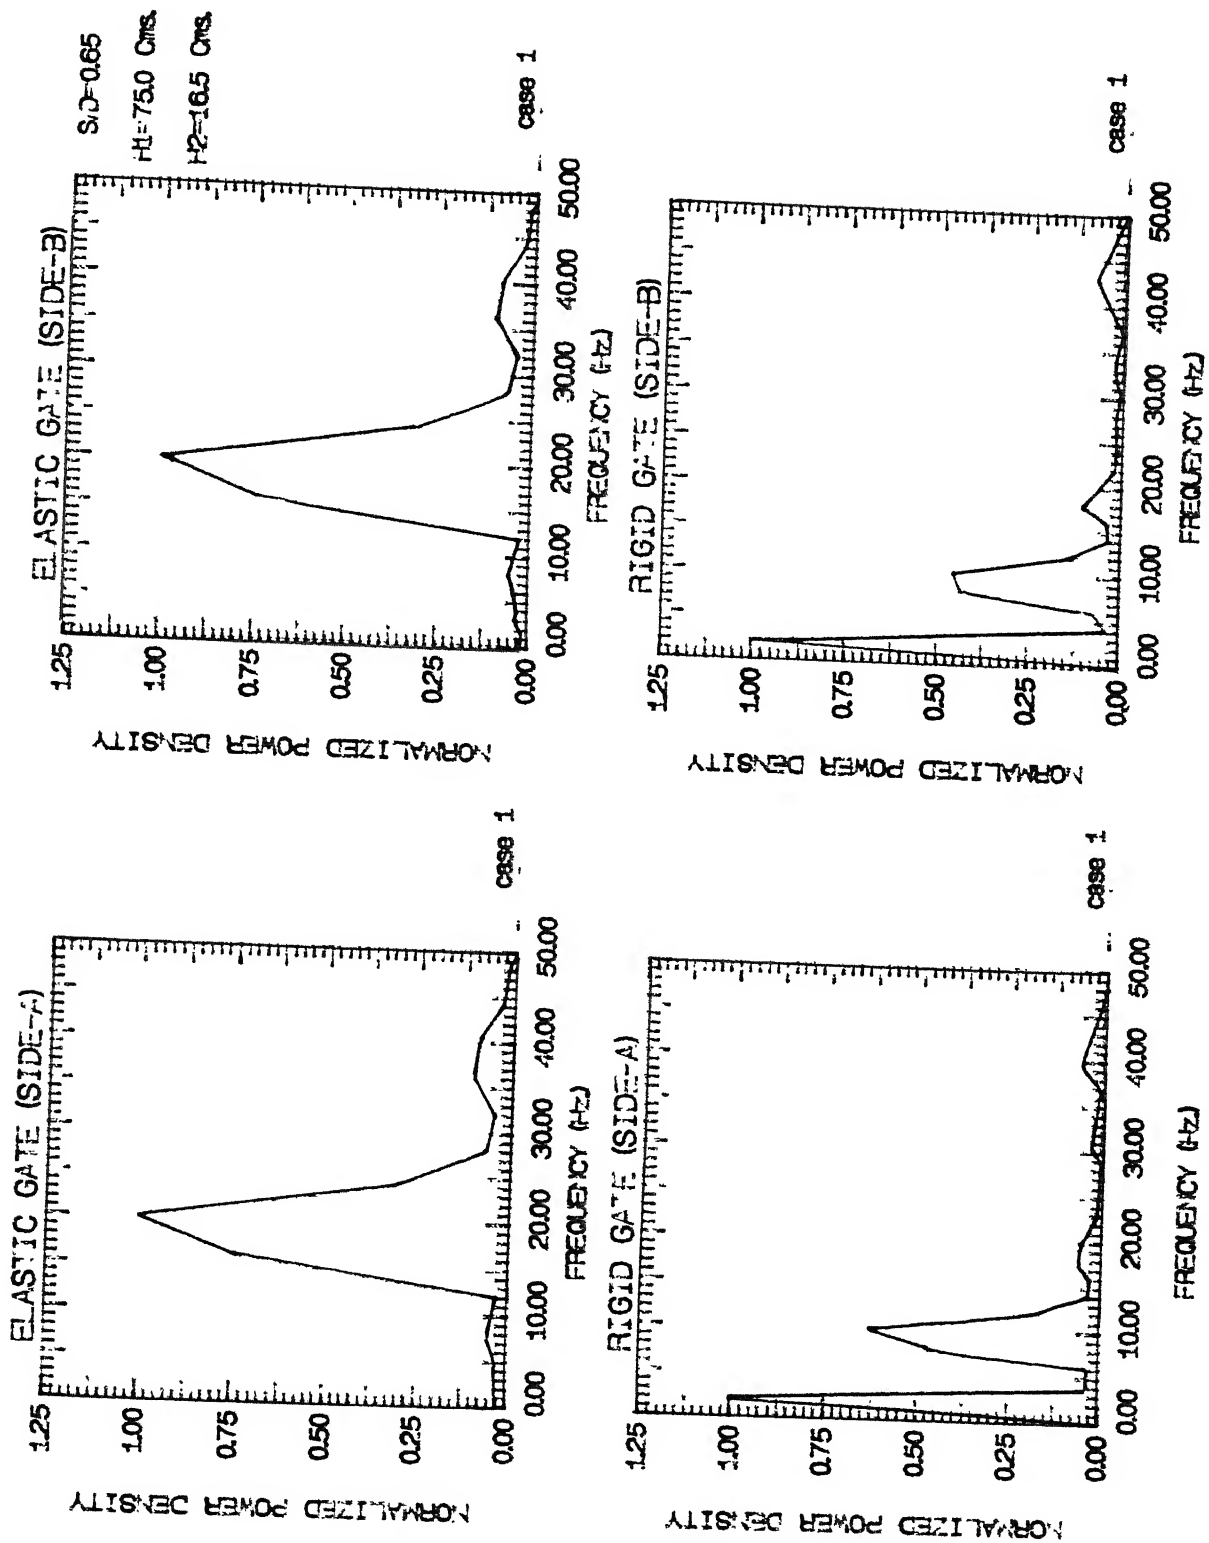 S/D=0.65
H1=75.0 Cms.
H2=16.5 Cms.
ELASTIC GATE (SIDE-A)
NORMALIZED POWER DENSITY
1.25
1.00
0.75
0.50
0.25
0.00
0.00 10.00 20.00 30.00 40.00 50.00
FREQUENCY (Hz)
case 1
ELASTIC GATE (SIDE-B)
NORMALIZED POWER DENSITY
1.25
1.00
0.75
0.50
0.25
0.00
0.00 10.00 20.00 30.00 40.00 50.00
FREQUENCY (Hz)
case 1
RIGID GATE (SIDE-A)
NORMALIZED POWER DENSITY
1.25
1.00
0.75
0.50
0.25
0.00
0.00 10.00 20.00 30.00 40.00 50.00
FREQUENCY (Hz)
case 1
RIGID GATE (SIDE-B)
NORMALIZED POWER DENSITY
1.25
1.00
0.75
0.50
0.25
0.00
0.00 10.00 20.00 30.00 40.00 50.00
FREQUENCY (Hz)
case 1